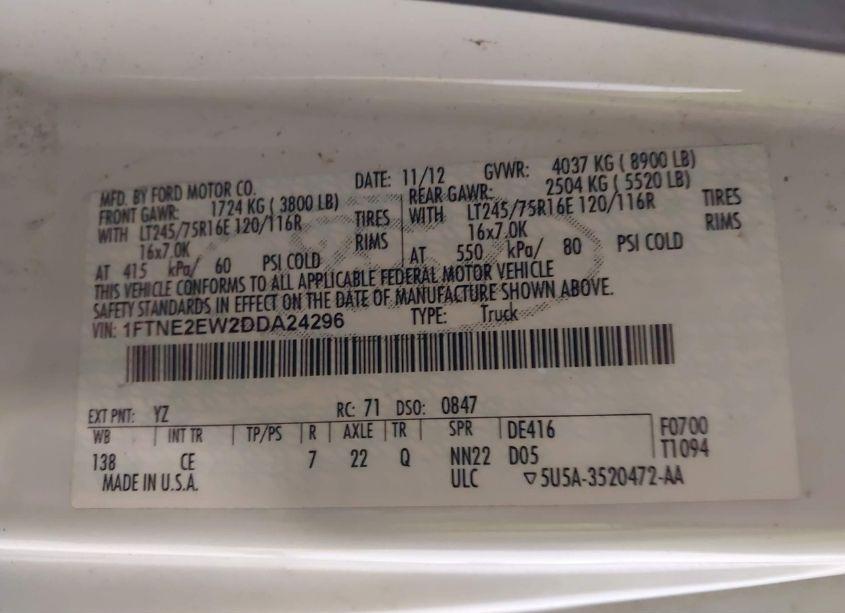 MFD. BY FORD MOTOR CO. DATE: 11/12 GVWR: 4037 KG ( 8900 LB)
FRONT GAWR: 1724 KG ( 3800 LB) REAR GAWR: 2504 KG ( 5520 LB)
WITH LT245/75R16E 120/116R TIRES WITH LT245/75R16E 120/116R TIRES
16x7.0K RIMS 16x7.0K RIMS
AT 415 kPa/ 60 PSI COLD AT 550 kPa/ 80 PSI COLD
THIS VEHICLE CONFORMS TO ALL APPLICABLE FEDERAL MOTOR VEHICLE
SAFETY STANDARDS IN EFFECT ON THE DATE OF MANUFACTURE SHOWN ABOVE.
VIN: 1FTNE2EW2DDA24296 TYPE: Truck
EXT PNT: YZ RC: 71 DSO: 0847
WB INT TR TP/PS R AXLE TR SPR DE416 F0700
138 CE 7 22 Q NN22 D05 T1094
MADE IN U.S.A. ULC ▽5U5A-3520472-AA